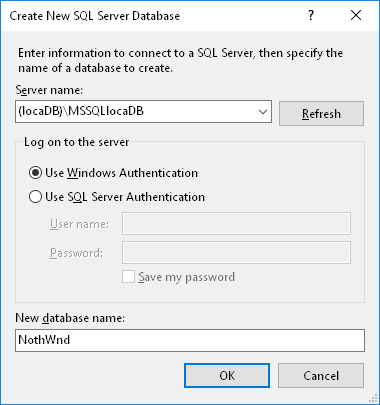 Create New SQL Server Database
Enter information to connect to a SQL Server, then specify the
name of a database to create.
Server name:
(locaDB)\MSSQLlocaDB
Refresh
Log on to the server
Use Windows Authentication
Use SQL Server Authentication
User name:
Password:
Save my password
New database name:
NothWnd
OK
Cancel